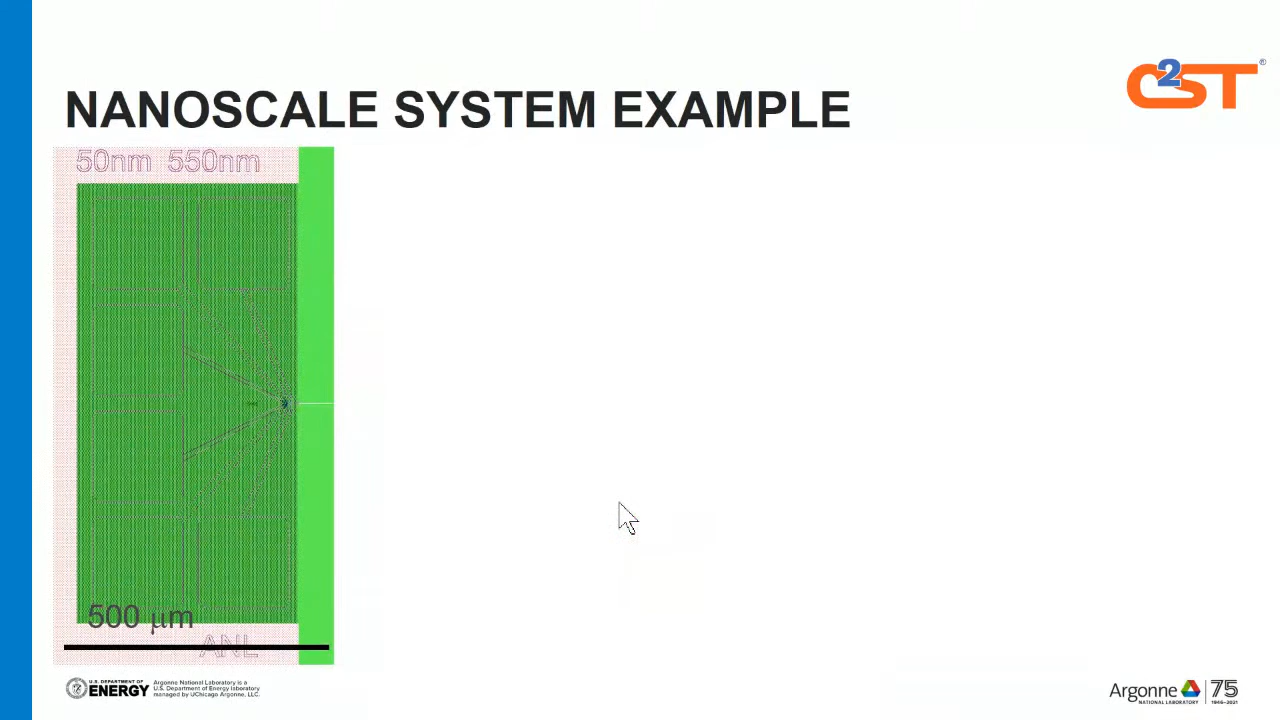 C2ST®
NANOSCALE SYSTEM EXAMPLE
50nm 550nm
500 μm
ANL
U.S. DEPARTMENT OF
ENERGY
Argonne National Laboratory is a
U.S. Department of Energy laboratory
managed by UChicago Argonne, LLC.
Argonne
NATIONAL LABORATORY
75
1946–2021